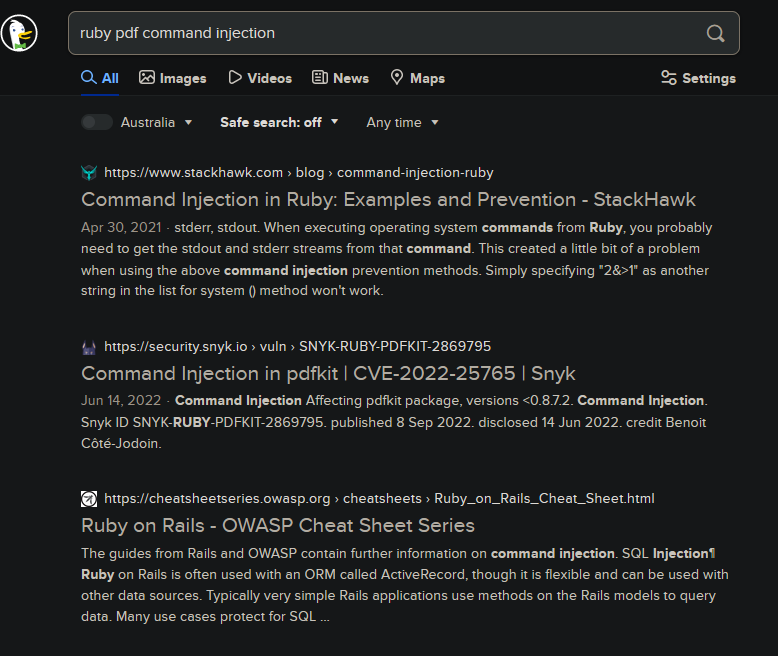 ruby pdf command injection
All Images Videos News Maps Settings
Australia Safe search: off Any time
https://www.stackhawk.com › blog › command-injection-ruby
Command Injection in Ruby: Examples and Prevention - StackHawk
Apr 30, 2021 · stderr, stdout. When executing operating system commands from Ruby, you probably
need to get the stdout and stderr streams from that command. This created a little bit of a problem
when using the above command injection prevention methods. Simply specifying "2&>1" as another
string in the list for system () method won't work.
https://security.snyk.io › vuln › SNYK-RUBY-PDFKIT-2869795
Command Injection in pdfkit | CVE-2022-25765 | Snyk
Jun 14, 2022 · Command Injection Affecting pdfkit package, versions <0.8.7.2. Command Injection.
Snyk ID SNYK-RUBY-PDFKIT-2869795. published 8 Sep 2022. disclosed 14 Jun 2022. credit Benoit
Côté-Jodoin.
https://cheatsheetseries.owasp.org › cheatsheets › Ruby_on_Rails_Cheat_Sheet.html
Ruby on Rails - OWASP Cheat Sheet Series
The guides from Rails and OWASP contain further information on command injection. SQL Injection¶
Ruby on Rails is often used with an ORM called ActiveRecord, though it is flexible and can be used with
other data sources. Typically very simple Rails applications use methods on the Rails models to query
data. Many use cases protect for SQL ...